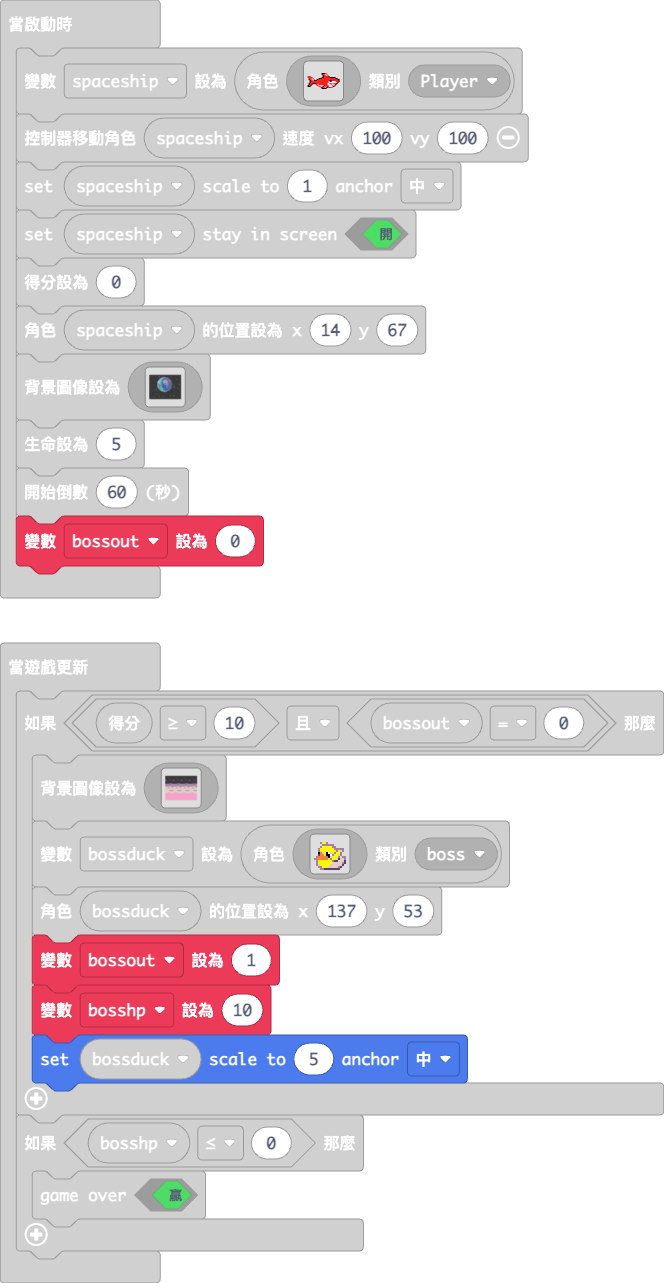 當啟動時
變數 spaceship 設為 角色 類別 Player
控制器移動角色 spaceship 速度 vx 100 vy 100
set spaceship scale to 1 anchor 中
set spaceship stay in screen 開
得分設為 0
角色 spaceship 的位置設為 x 14 y 67
背景圖像設為
生命設為 5
開始倒數 60 (秒)
變數 bossout 設為 0
當遊戲更新
如果 得分 ≥ 10 且 bossout = 0 那麼
背景圖像設為
變數 bossduck 設為 角色 類別 boss
角色 bossduck 的位置設為 x 137 y 53
變數 bossout 設為 1
變數 bosshp 設為 10
set bossduck scale to 5 anchor 中
如果 bosshp ≤ 0 那麼
game over 贏